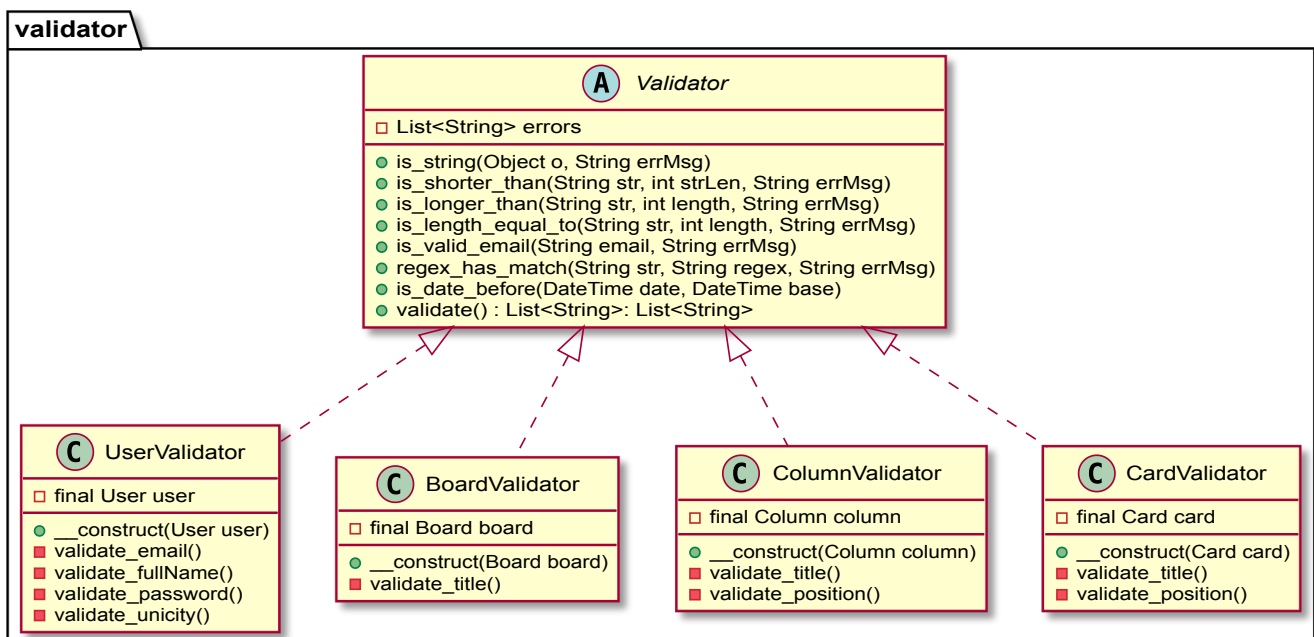 validator
A Validator
List<String> errors
is_string(Object o, String errMsg)
is_shorter_than(String str, int strLen, String errMsg)
is_longer_than(String str, int length, String errMsg)
is_length_equal_to(String str, int length, String errMsg)
is_valid_email(String email, String errMsg)
regex_has_match(String str, String regex, String errMsg)
is_date_before(DateTime date, DateTime base)
validate() : List<String>: List<String>
C UserValidator
final User user
__construct(User user)
validate_email()
validate_fullName()
validate_password()
validate_unicity()
C BoardValidator
final Board board
__construct(Board board)
validate_title()
C ColumnValidator
final Column column
__construct(Column column)
validate_title()
validate_position()
C CardValidator
final Card card
__construct(Card card)
validate_title()
validate_position()